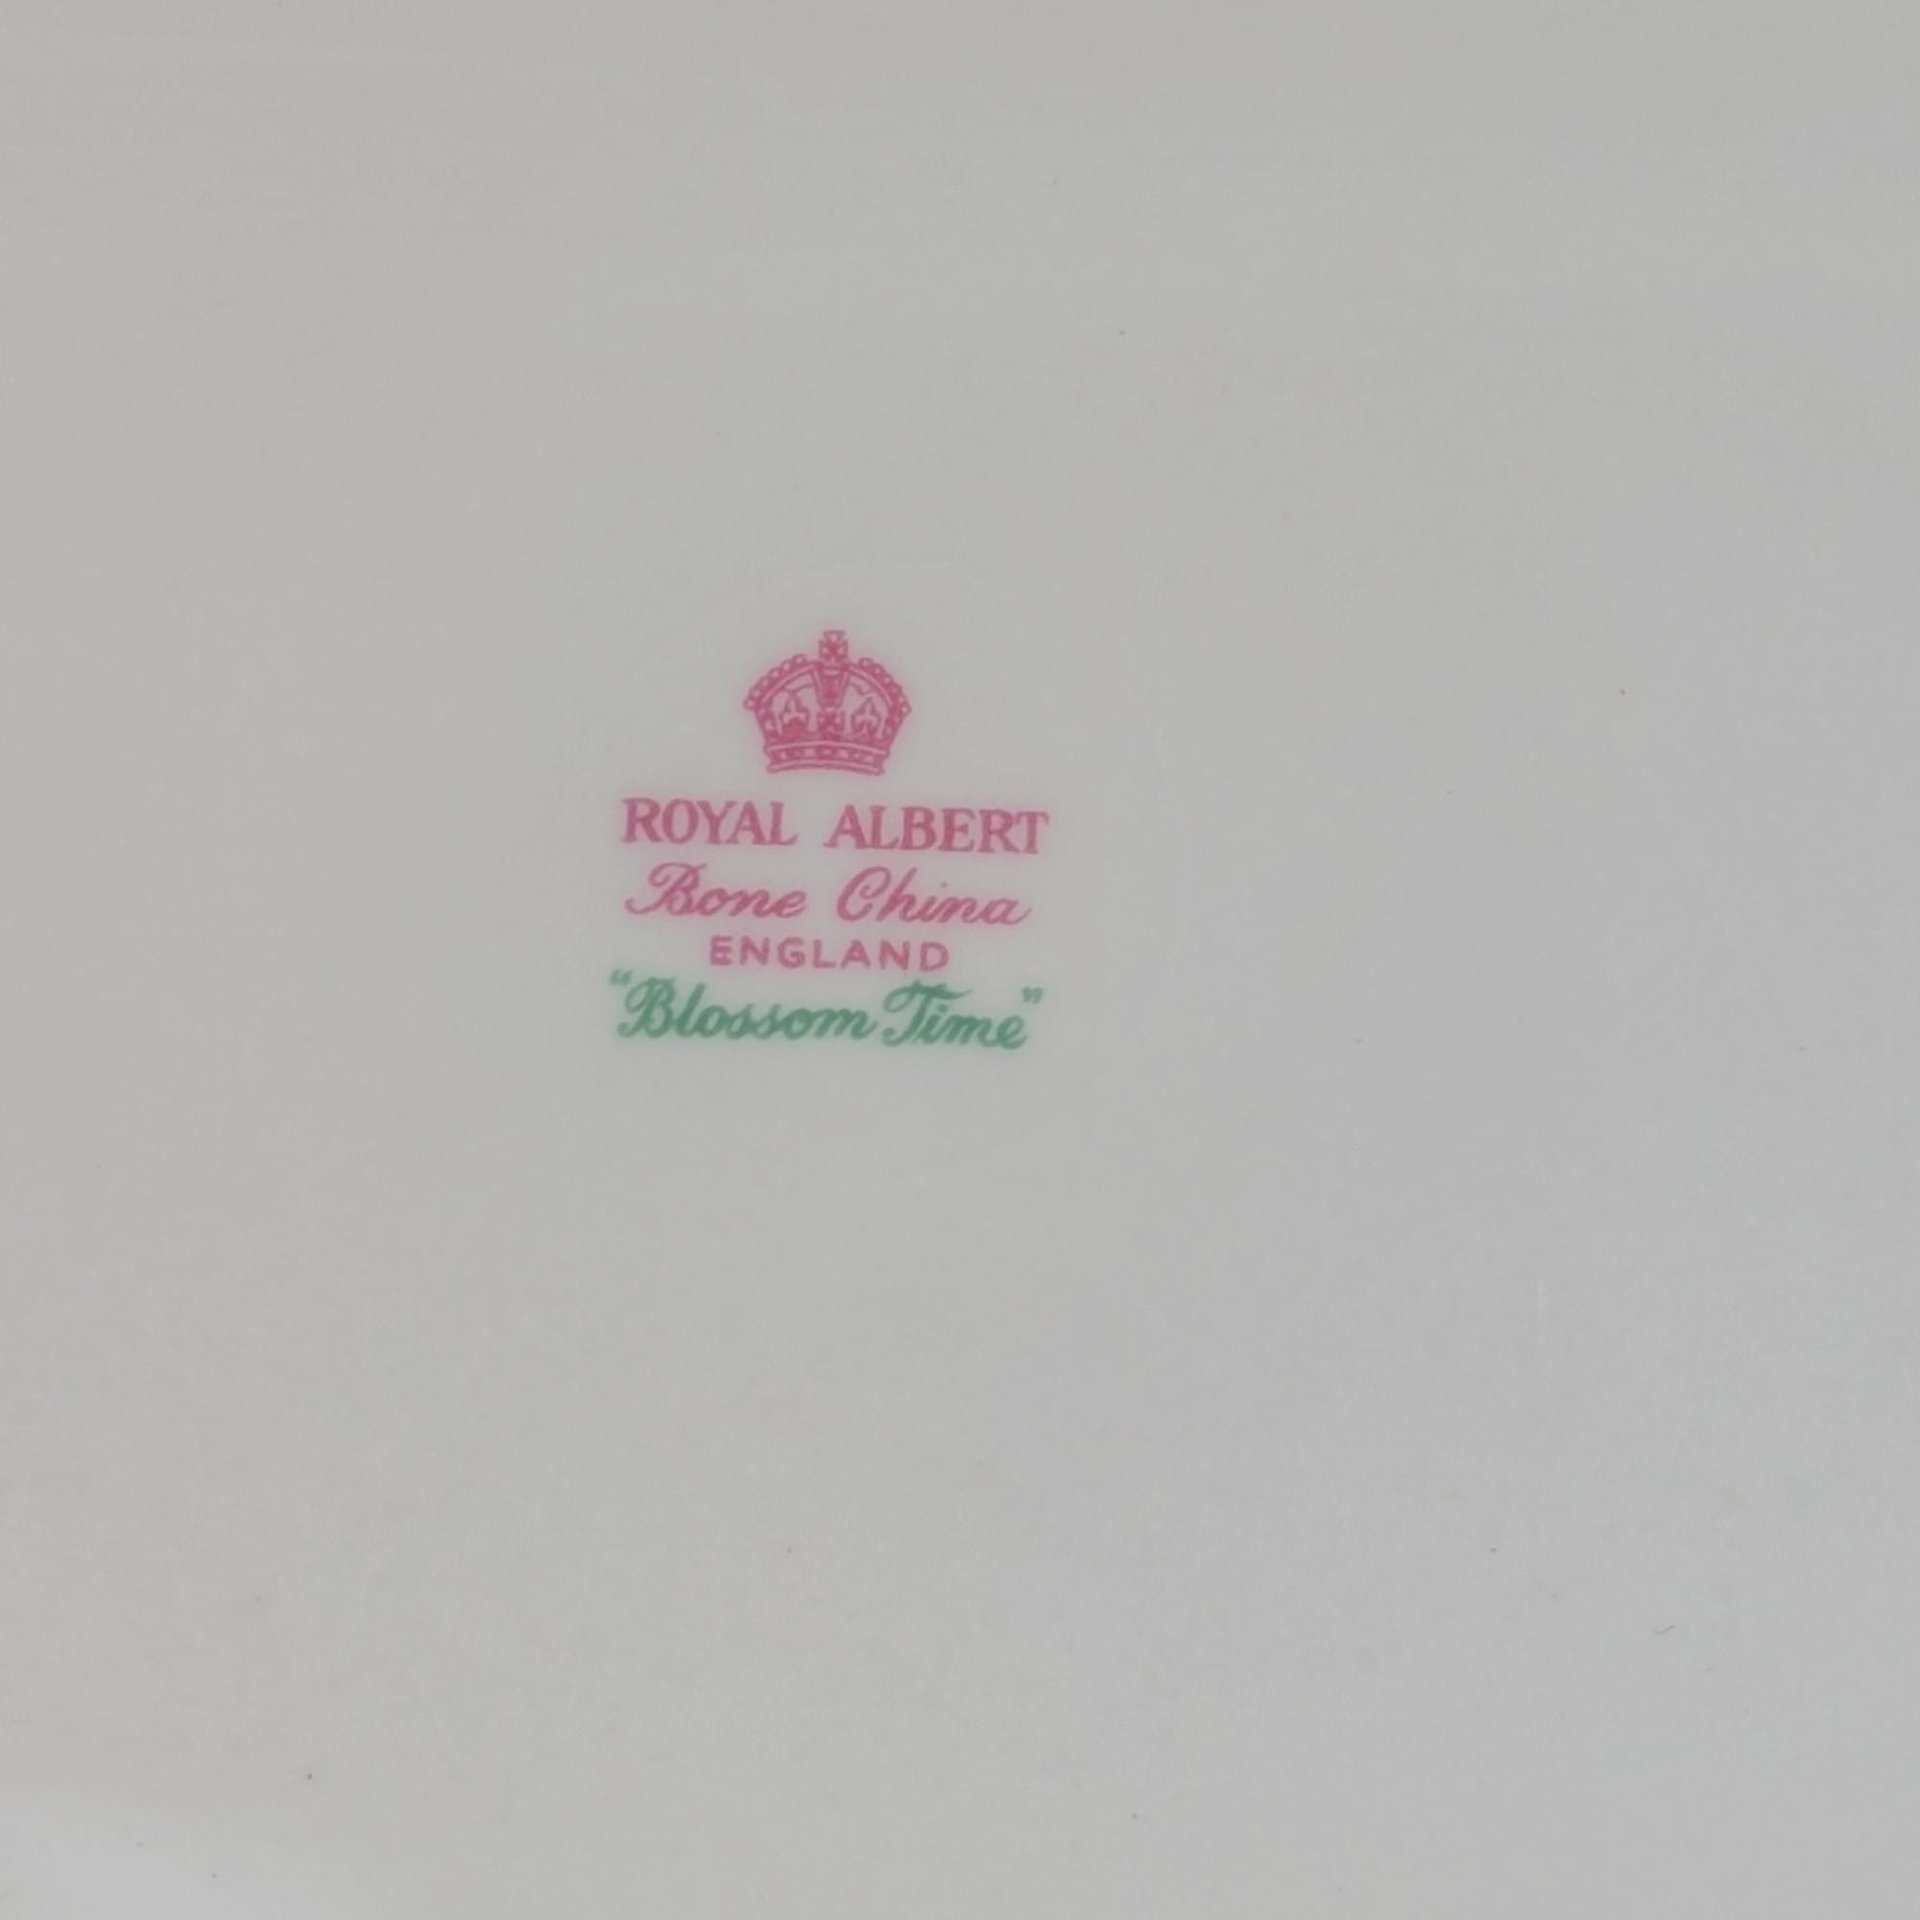 ROYAL ALBERT
Bone China
ENGLAND
"Blossom Time"